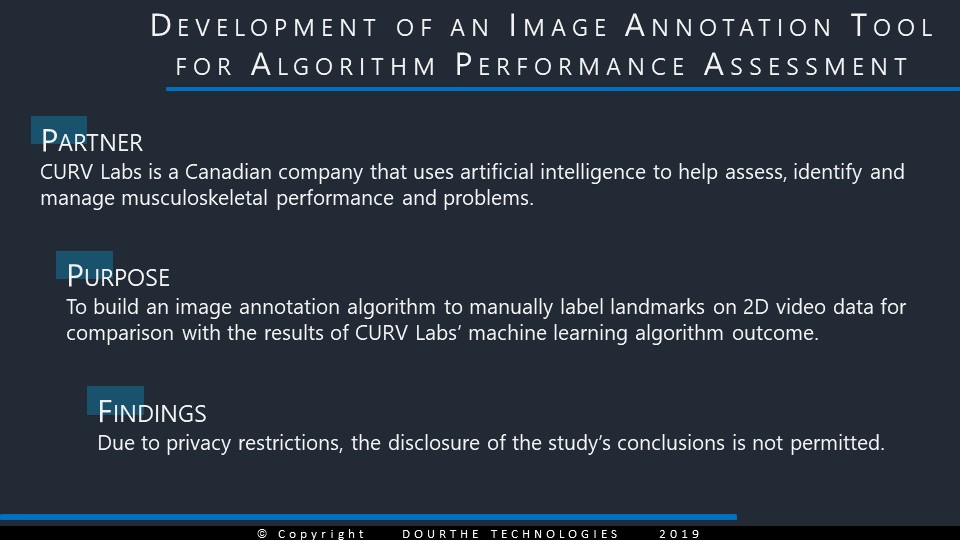 Development of an Image Annotation Tool
for Algorithm Performance Assessment
Partner
CURV Labs is a Canadian company that uses artificial intelligence to help assess, identify and
manage musculoskeletal performance and problems.
Purpose
To build an image annotation algorithm to manually label landmarks on 2D video data for
comparison with the results of CURV Labs’ machine learning algorithm outcome.
Findings
Due to privacy restrictions, the disclosure of the study’s conclusions is not permitted.
© Copyright DOURTHE TECHNOLOGIES 2019